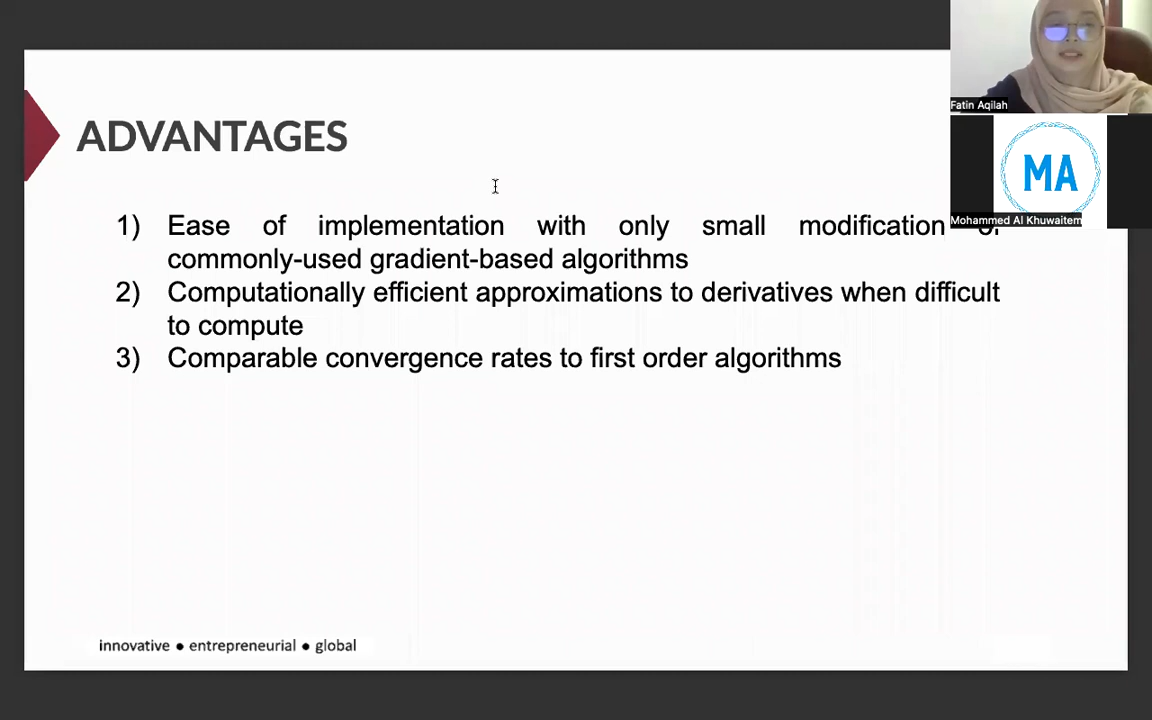 ADVANTAGES
1) Ease of implementation with only small modification of
commonly-used gradient-based algorithms
2) Computationally efficient approximations to derivatives when difficult
to compute
3) Comparable convergence rates to first order algorithms
innovative ● entrepreneurial ● global
Fatin Aqilah
MA
Mohammed Al Khuwaitem